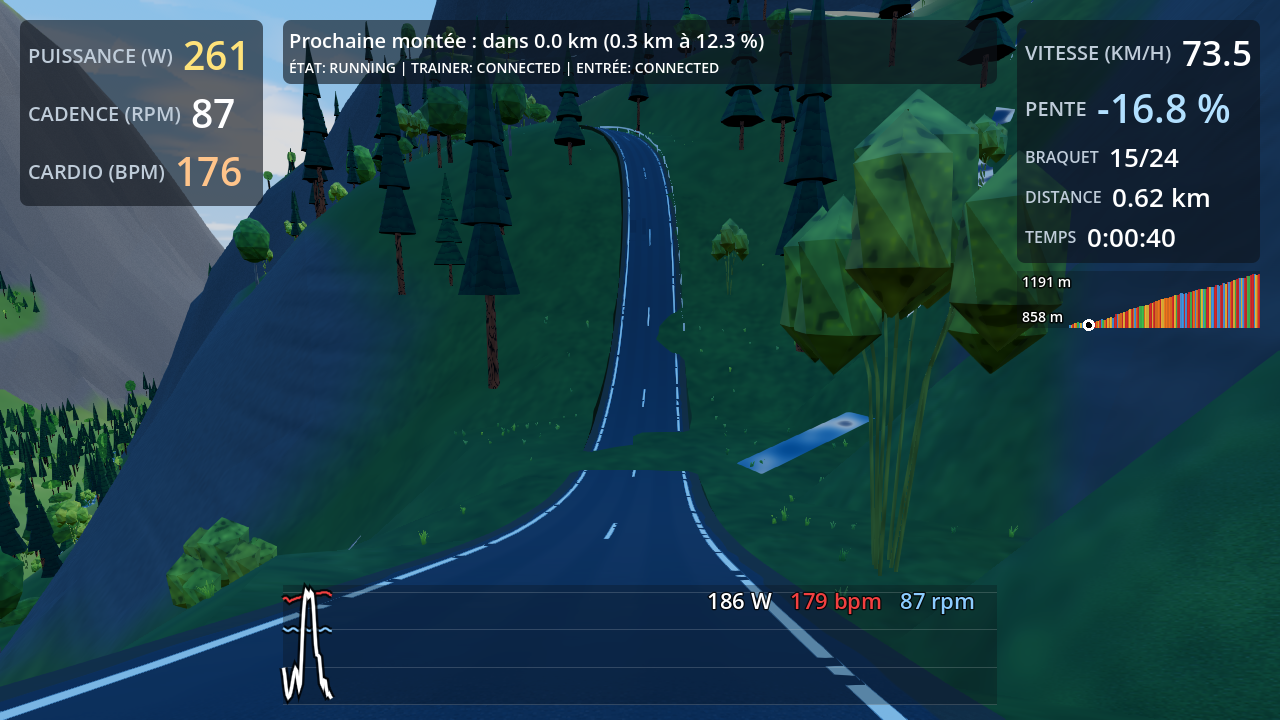 PUISSANCE (W) 261
CADENCE (RPM) 87
CARDIO (BPM) 176
Prochaine montée : dans 0.0 km (0.3 km à 12.3 %)
ÉTAT: RUNNING | TRAINER: CONNECTED | ENTRÉE: CONNECTED
VITESSE (KM/H) 73.5
PENTE -16.8 %
BRAQUET 15/24
DISTANCE 0.62 km
TEMPS 0:00:40
1191 m
858 m
186 W 179 bpm 87 rpm